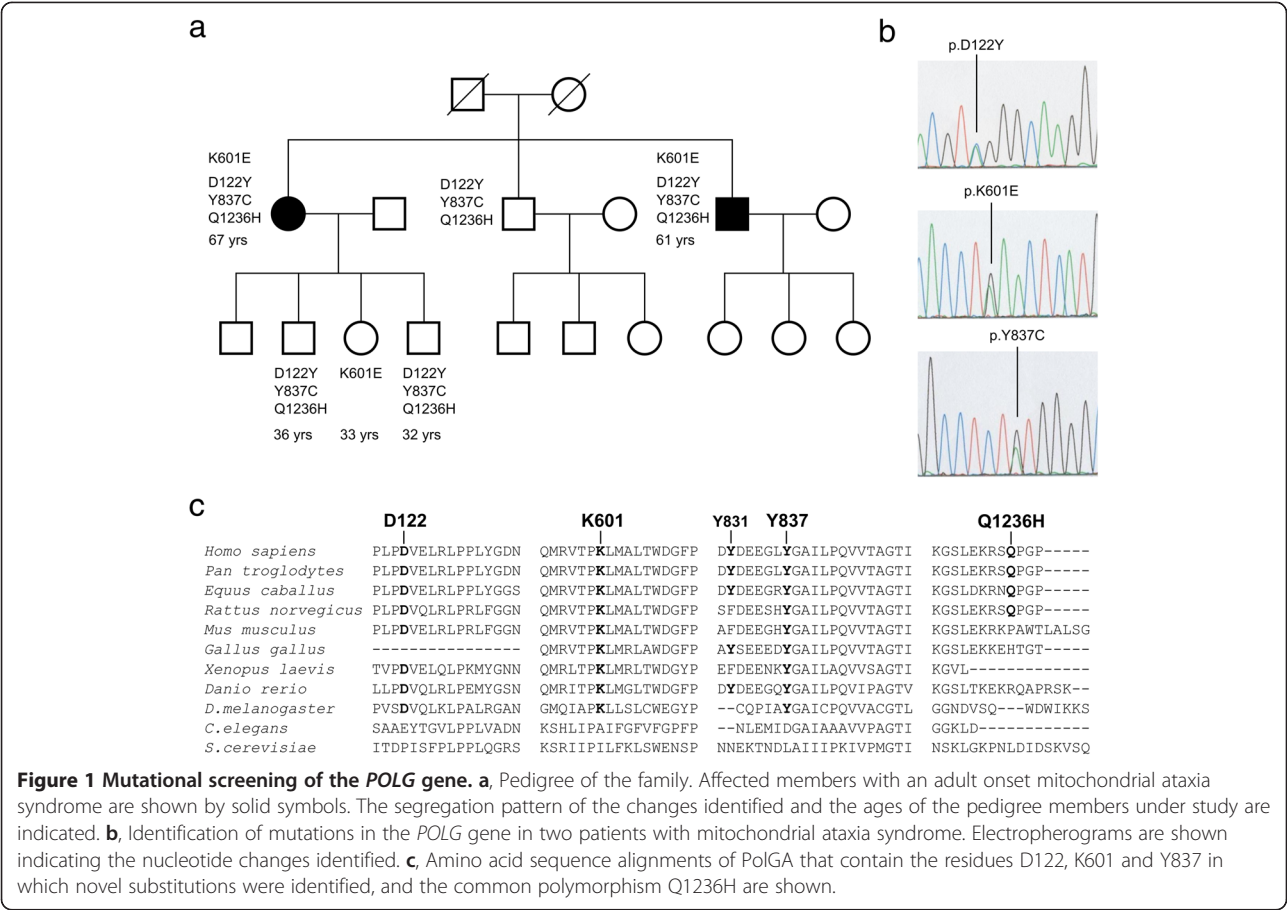 a
K601E
D122Y
Y837C
Q1236H
67 yrs
D122Y
Y837C
Q1236H
K601E
D122Y
Y837C
Q1236H
61 yrs
D122Y
Y837C
Q1236H
36 yrs
K601E
33 yrs
D122Y
Y837C
Q1236H
32 yrs
b
p.D122Y
p.K601E
p.Y837C
c
D122 K601 Y831 Y837 Q1236H
Homo sapiens PLPDVELRLPPLYGDN QMRVTPKLMALTWDGFP DYDEEGLYGAILPQVVTAGTI KGSLEKRSQPGP-----
Pan troglodytes PLPDVELRLPPLYGDN QMRVTPKLMALTWDGFP DYDEEGLYGAILPQVVTAGTI KGSLEKRSQPGP-----
Equus caballus PLPDVELRLPPLYGGS QMRVTPKLMALTWDGFP DYDEEGRYGAILPQVVTAGTI KGSLDKRNQPGP-----
Rattus norvegicus PLPDVQLRLPRLFGGN QMRVTPKLMALTWDGFP SFDEESHYGAILPQVVTAGTI KGSLEKRSQPGP-----
Mus musculus PLPDVELRLPRLFGGN QMRVTPKLMALTWDGFP AFDEEGHYGAILPQVVTAGTI KGSLEKRKPAWTLALSG
Gallus gallus ---------------- QMRVTPKLMRLAWDGFP AYSEEEDYGAILPQVVTAGTI KGSLEKKEHTGT-----
Xenopus laevis TVPDVELQLPKMYGNN QMRLTPKLMRLTWDGYP EFDEENKYGAILAQVVSAGTI KGVL-------------
Danio rerio LLPDVQLRLPEMYGSN QMRITPKLMGLTWDGYP DYDEEGQYGAILPQVIPAGTV KGSLTKEKRQAPRSK--
D.melanogaster PVSDVQLKLPALRGAN GMQIAPKLLSLCWEGYP --CQPIAYGAICPQVVACGTL GGNDVSQ---WDWIKKS
C.elegans SAAEYTGVLPPLVADN KSHLIPAIFGFVFGPFP --NLEMIDGAIAAAVVPAGTI GGKLD------------
S.cerevisiae ITDPISFPLPPLQGRS KSRIIPILFKLSWENSP NNEKTNDLAIIIPKIVPMGTI NSKLGKPNLDIDSKVSQ
Figure 1 Mutational screening of the POLG gene. a, Pedigree of the family. Affected members with an adult onset mitochondrial ataxia
syndrome are shown by solid symbols. The segregation pattern of the changes identified and the ages of the pedigree members under study are
indicated. b, Identification of mutations in the POLG gene in two patients with mitochondrial ataxia syndrome. Electropherograms are shown
indicating the nucleotide changes identified. c, Amino acid sequence alignments of PolGA that contain the residues D122, K601 and Y837 in
which novel substitutions were identified, and the common polymorphism Q1236H are shown.